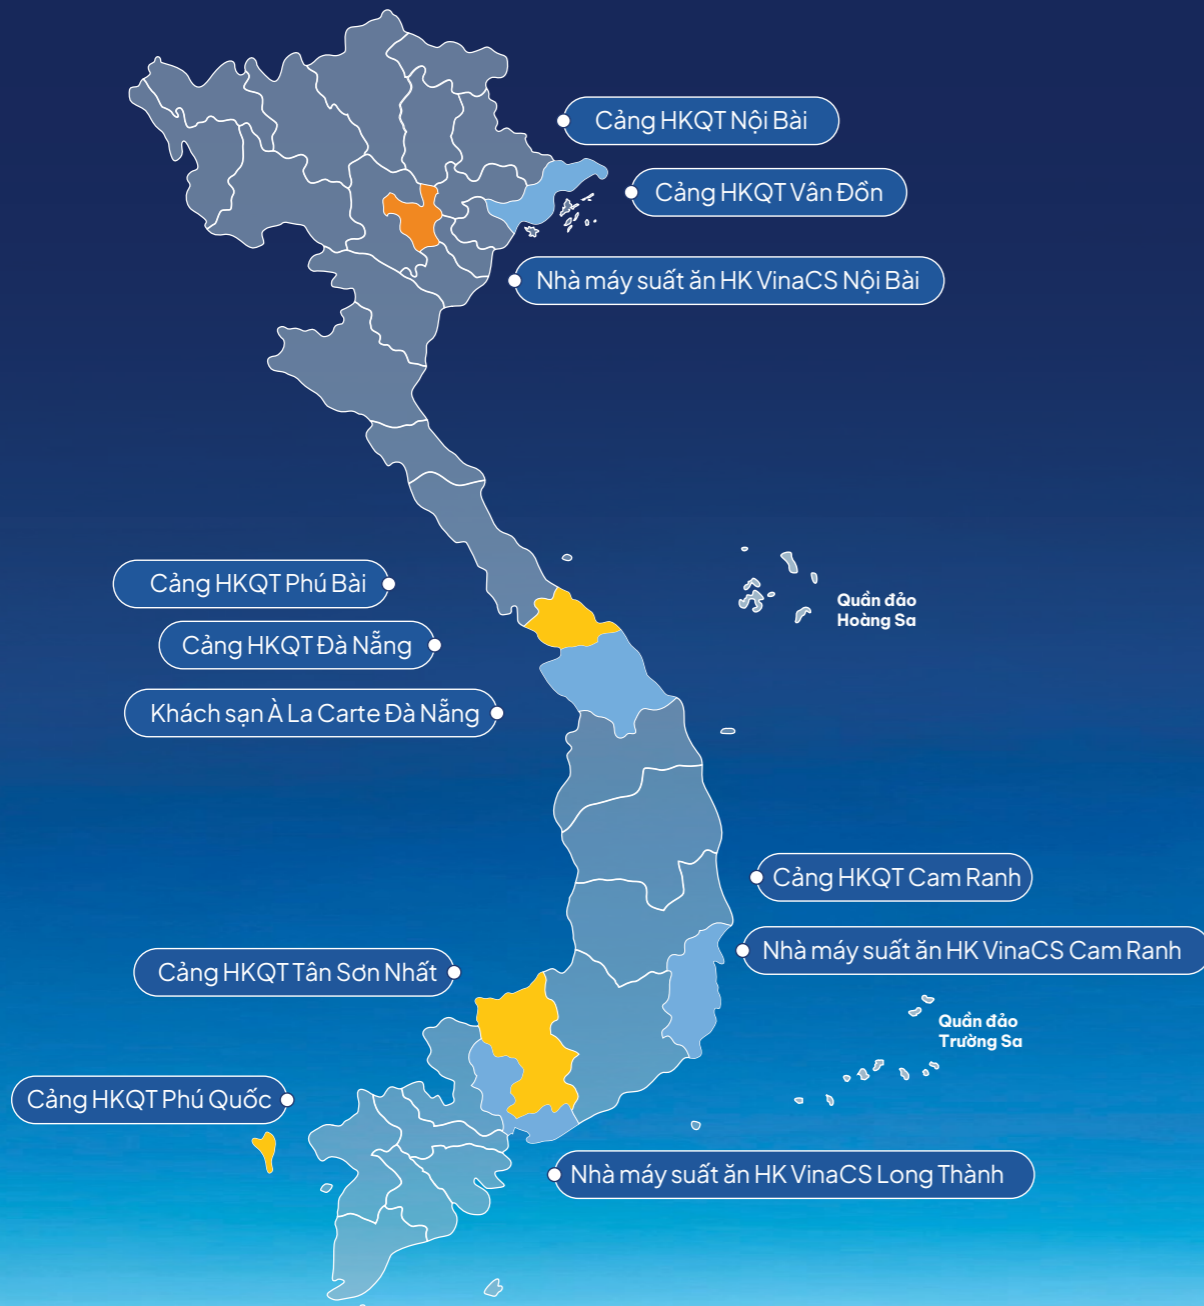 Cảng HKQT Nội Bài
Cảng HKQT Vân Đồn
Nhà máy suất ăn HK VinaCS Nội Bài
Cảng HKQT Phú Bài
Quần đảo
Hoàng Sa
Cảng HKQT Đà Nẵng
Khách sạn À La Carte Đà Nẵng
Cảng HKQT Cam Ranh
Nhà máy suất ăn HK VinaCS Cam Ranh
Cảng HKQT Tân Sơn Nhất
Quần đảo
Trường Sa
Cảng HKQT Phú Quốc
Nhà máy suất ăn HK VinaCS Long Thành